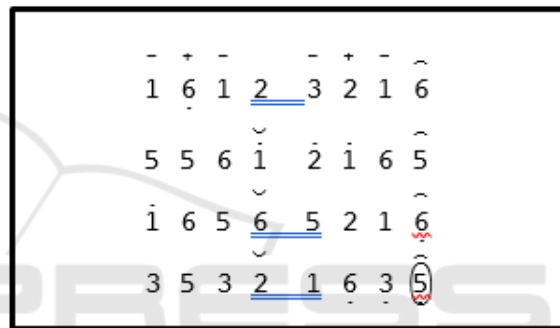 - + - - + - ⌢
1 6̣ 1 2 3 2 1 6
⌣ ⌢
5 5 6 1̇ 2̇ 1̇ 6 5
⌣ ⌢
1̇ 6 5 6 5 2 1 6̣
⌣ ⌢
3 5 3 2 1 6̣ 3̣ 5̣
PRESS